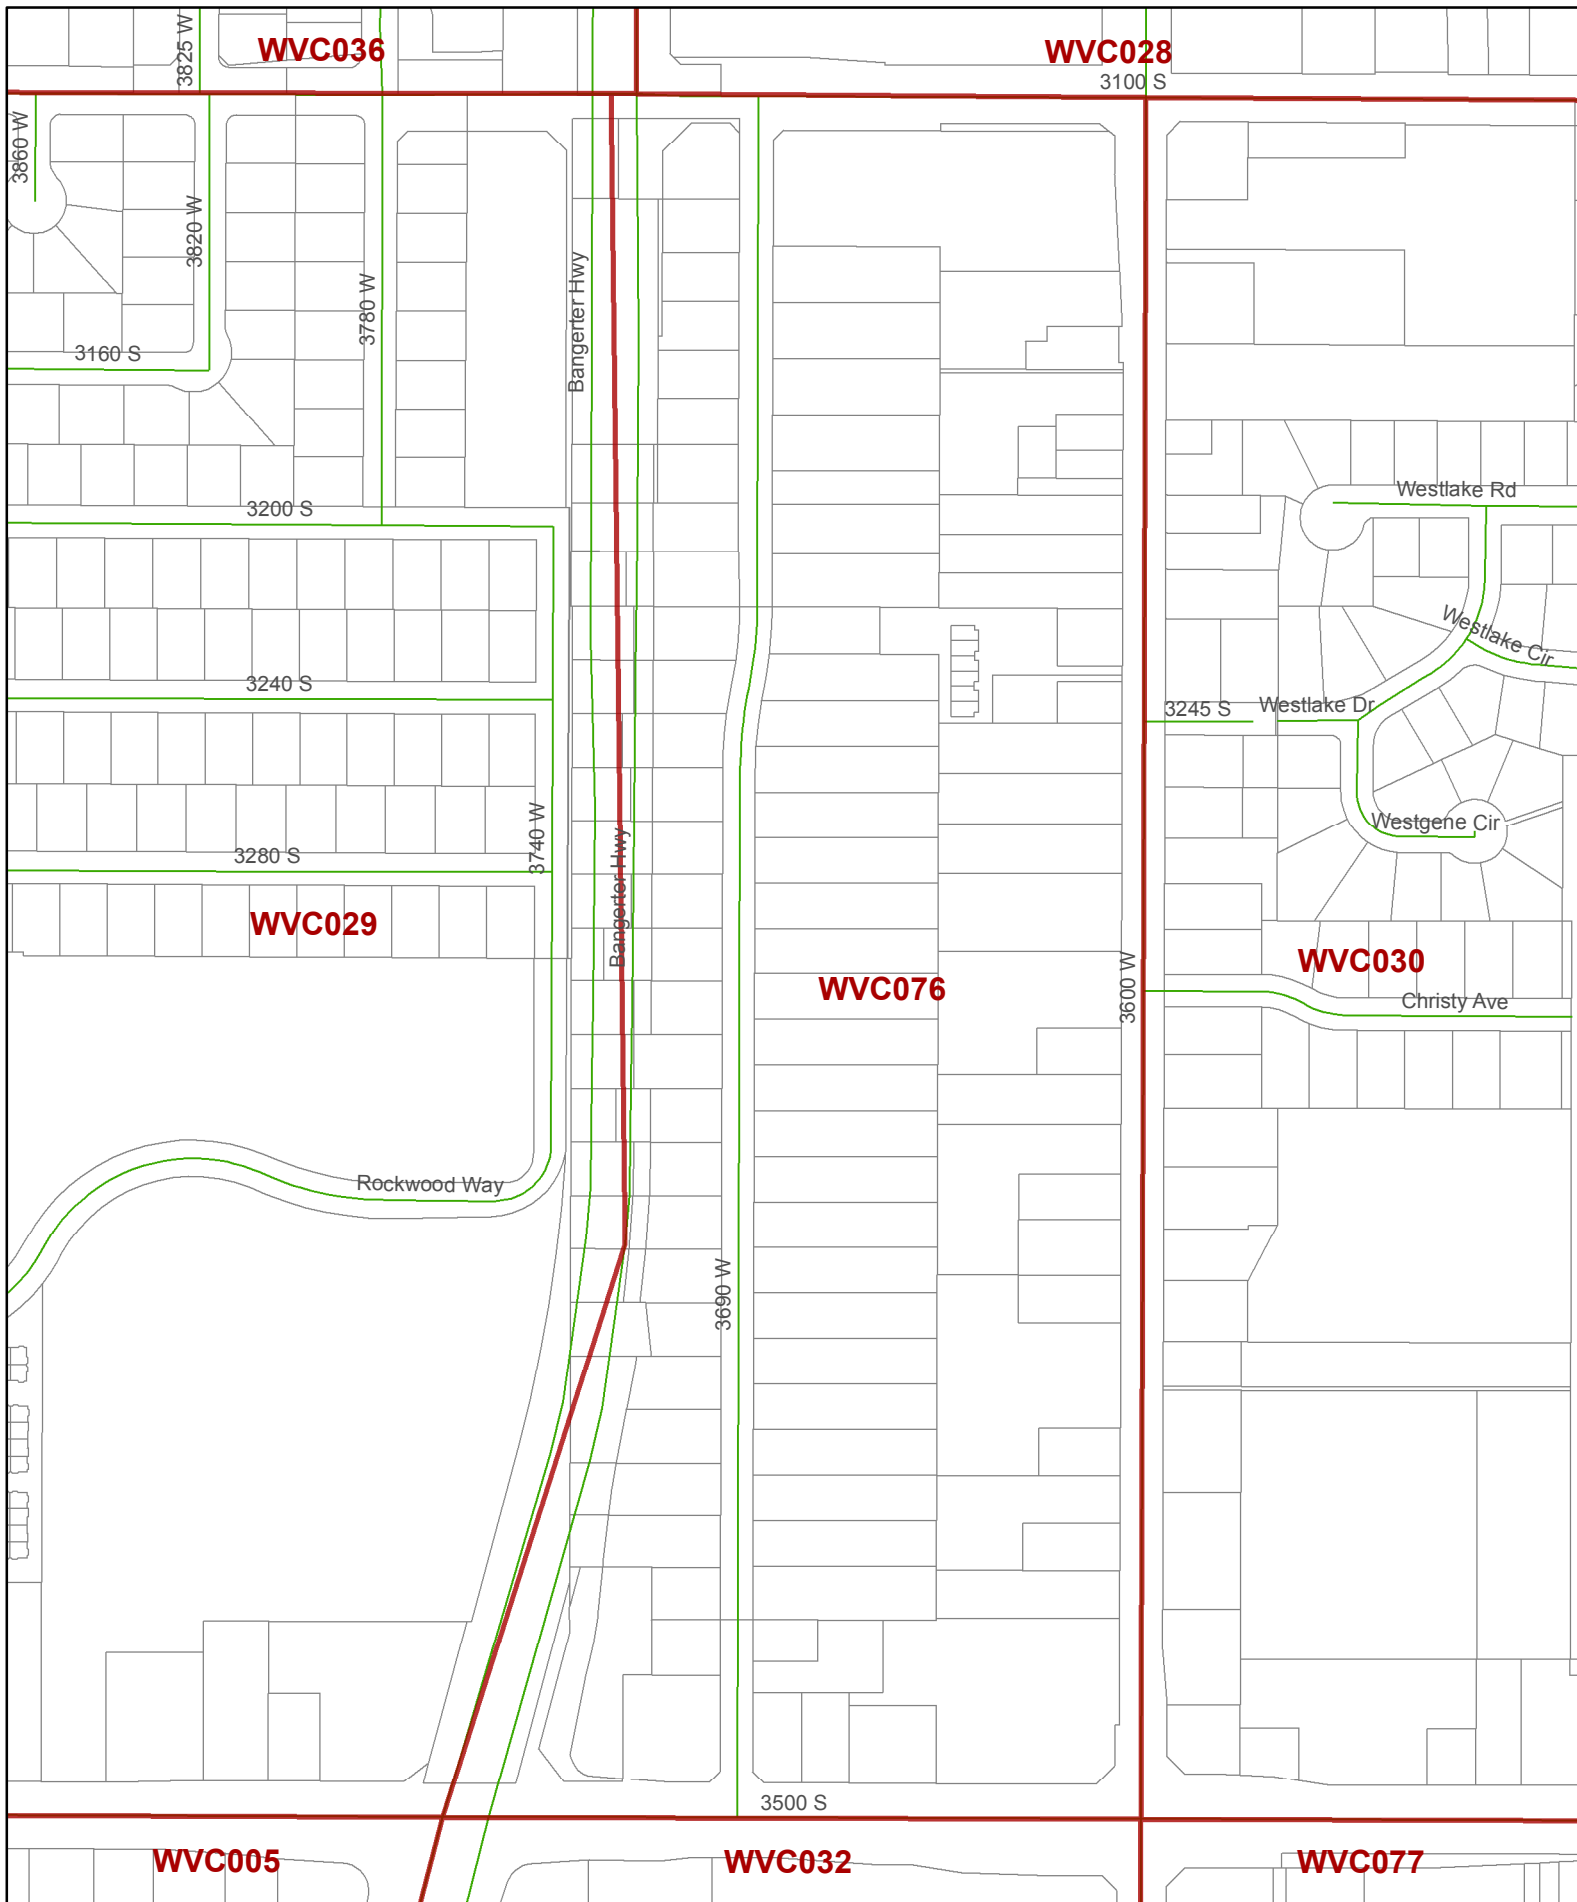 3825 W
WVC036
WVC028
3100 S
3860 W
3820 W
3780 W
Bangerter Hwy
3160 S
3200 S
Westlake Rd
Westlake Cir
3240 S
3245 S
Westlake Dr
3740 W
Westgene Cir
3280 S
Bangerter Hwy
WVC029
WVC076
3600 W
WVC030
Christy Ave
Rockwood Way
3690 W
3500 S
WVC005
WVC032
WVC077